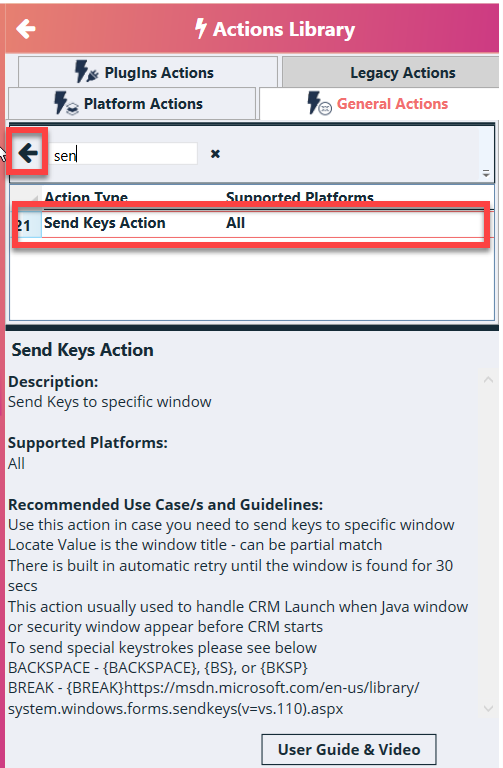 Actions Library
PlugIns Actions
Legacy Actions
Platform Actions
General Actions
sen
Action Type Supported Platforms
21 Send Keys Action All
Send Keys Action
Description:
Send Keys to specific window
Supported Platforms:
All
Recommended Use Case/s and Guidelines:
Use this action in case you need to send keys to specific window
Locate Value is the window title - can be partial match
There is built in automatic retry until the window is found for 30
secs
This action usually used to handle CRM Launch when Java window
or security window appear before CRM starts
To send special keystrokes please see below
BACKSPACE - {BACKSPACE}, {BS}, or {BKSP}
BREAK - {BREAK}https://msdn.microsoft.com/en-us/library/
system.windows.forms.sendkeys(v=vs.110).aspx
User Guide & Video